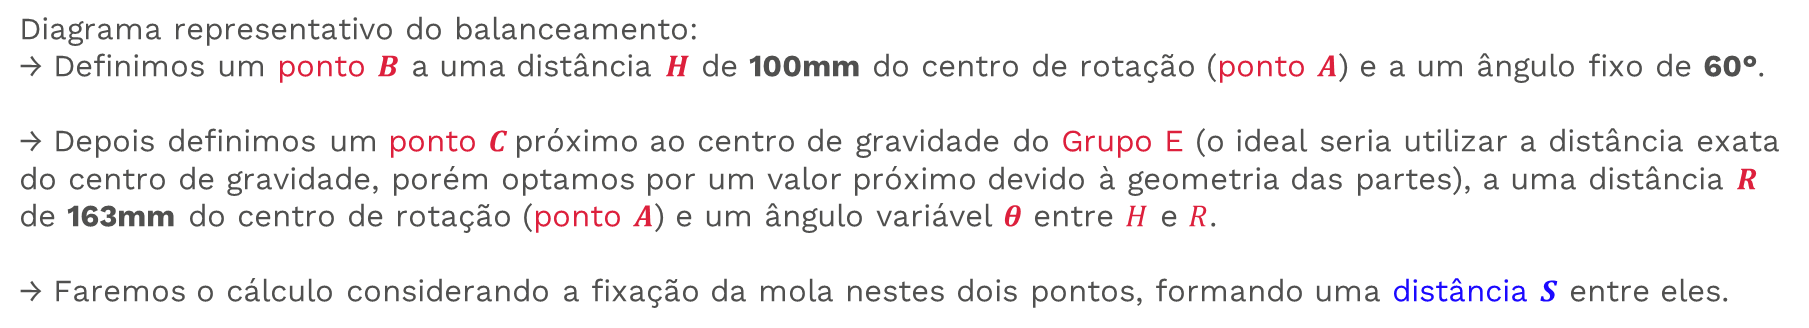 Diagrama representativo do balanceamento:
→ Definimos um ponto B a uma distância H de 100mm do centro de rotação (ponto A) e a um ângulo fixo de 60°.
→ Depois definimos um ponto C próximo ao centro de gravidade do Grupo E (o ideal seria utilizar a distância exata
do centro de gravidade, porém optamos por um valor próximo devido à geometria das partes), a uma distância R
de 163mm do centro de rotação (ponto A) e um ângulo variável θ entre H e R.
→ Faremos o cálculo considerando a fixação da mola nestes dois pontos, formando uma distância S entre eles.